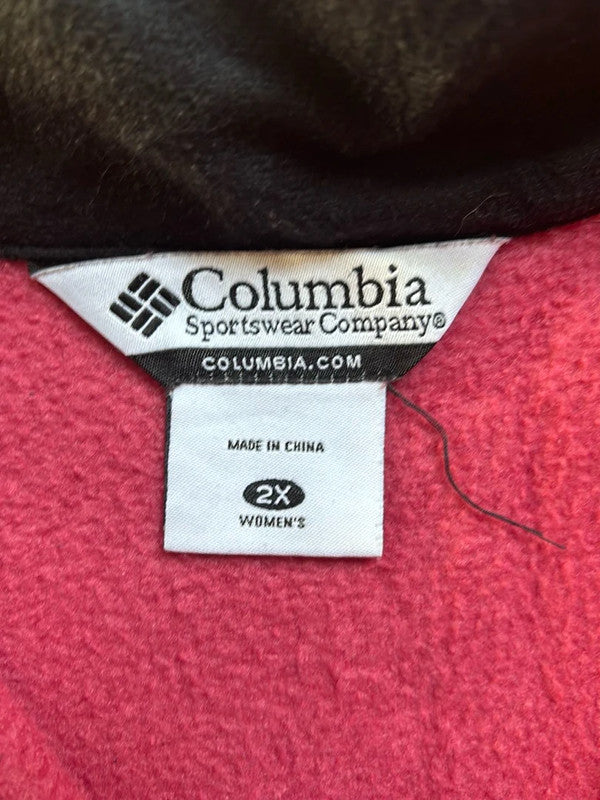 Columbia
Sportswear Company®
COLUMBIA.COM
MADE IN CHINA
2X
WOMEN'S